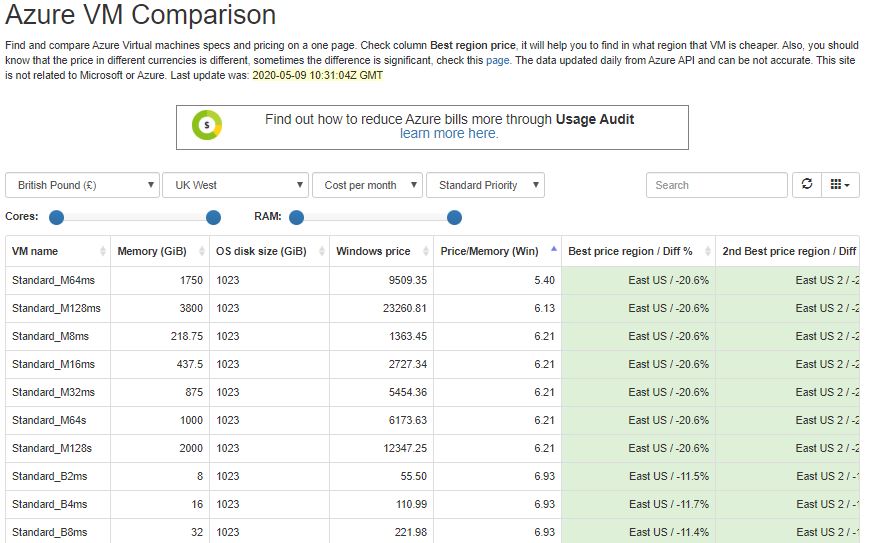 Azure VM Comparison
Find and compare Azure Virtual machines specs and pricing on a one page. Check column Best region price, it will help you to find in what region that VM is cheaper. Also, you should
know that the price in different currencies is different, sometimes the difference is significant, check this page. The data updated daily from Azure API and can be not accurate. This site
is not related to Microsoft or Azure. Last update was: 2020-05-09 10:31:04Z GMT
$ Find out how to reduce Azure bills more through Usage Audit
learn more here.
British Pound (£) UK West Cost per month Standard Priority Search
Cores: RAM:
VM name Memory (GiB) OS disk size (GiB) Windows price Price/Memory (Win) Best price region / Diff % 2nd Best price region / Diff
Standard_M64ms 1750 1023 9509.35 5.40 East US / -20.6% East US 2 / -2
Standard_M128ms 3800 1023 23260.81 6.13 East US / -20.6% East US 2 / -2
Standard_M8ms 218.75 1023 1363.45 6.21 East US / -20.6% East US 2 / -2
Standard_M16ms 437.5 1023 2727.34 6.21 East US / -20.6% East US 2 / -2
Standard_M32ms 875 1023 5454.36 6.21 East US / -20.6% East US 2 / -2
Standard_M64s 1000 1023 6173.63 6.21 East US / -20.6% East US 2 / -2
Standard_M128s 2000 1023 12347.25 6.21 East US / -20.6% East US 2 / -2
Standard_B2ms 8 1023 55.50 6.93 East US / -11.5% East US 2 / -1
Standard_B4ms 16 1023 110.99 6.93 East US / -11.7% East US 2 / -1
Standard_B8ms 32 1023 221.98 6.93 East US / -11.4% East US 2 / -1